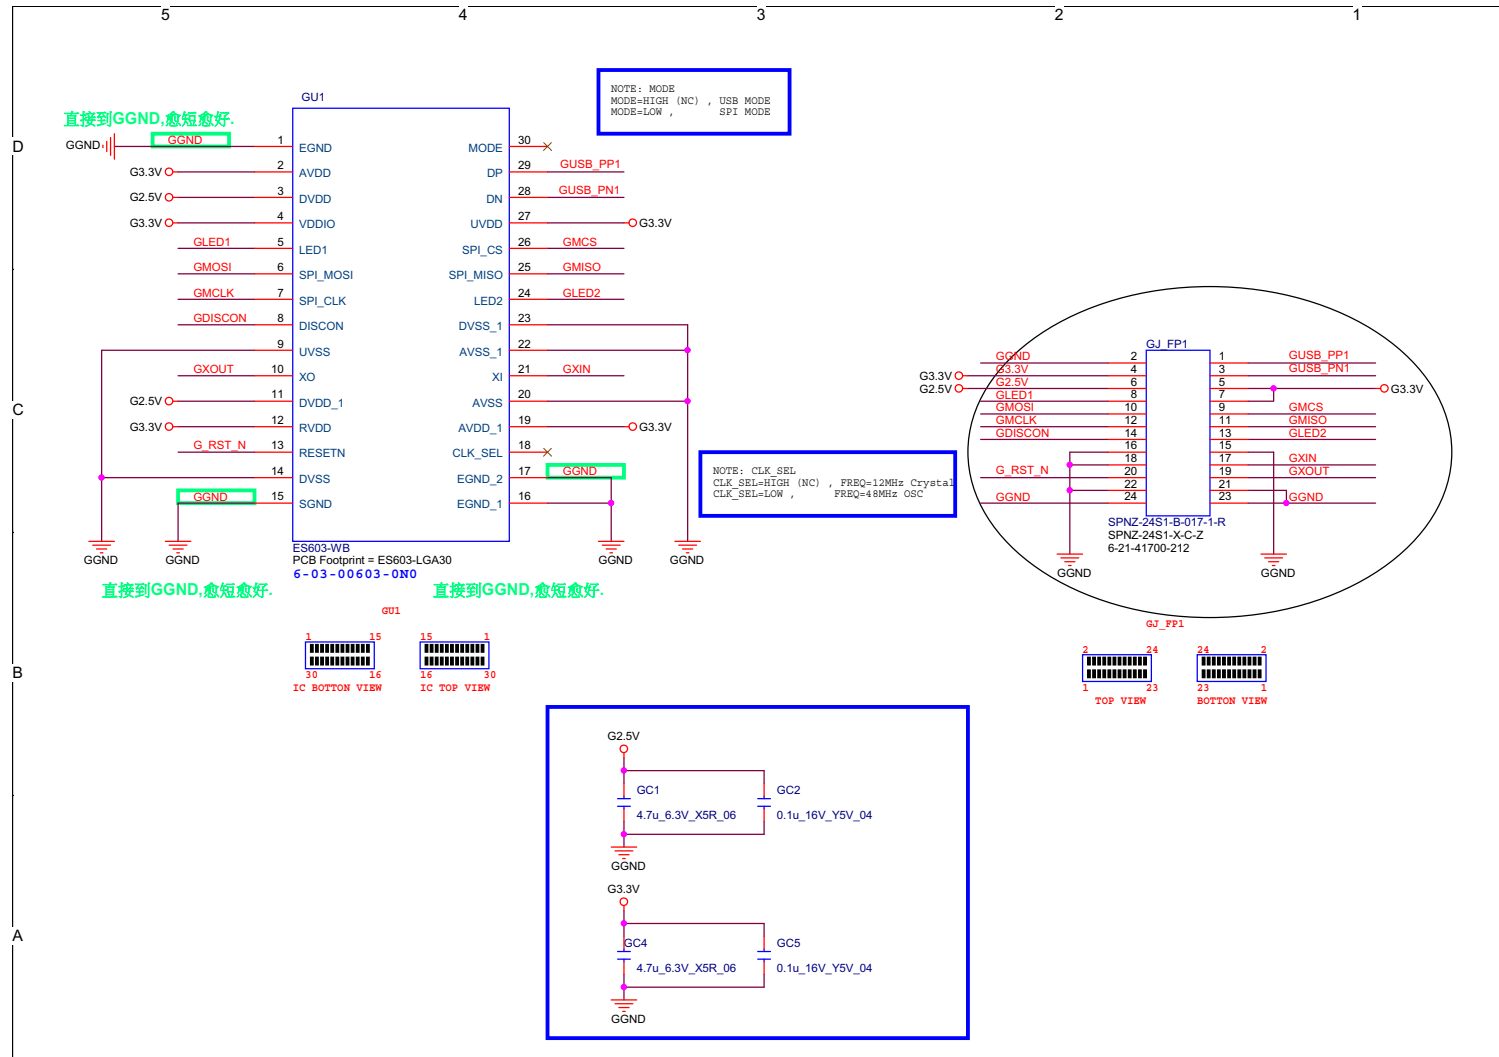 5 4 3 2 1
D
C
B
A
NOTE: MODE
MODE=HIGH (NC) , USB MODE
MODE=LOW , SPI MODE
GU1
直接到GGND,愈短愈好.
GGND GGND 1 EGND
G3.3V 2 AVDD
G2.5V 3 DVDD
G3.3V 4 VDDIO
GLED1 5 LED1
GMOSI 6 SPI_MOSI
GMCLK 7 SPI_CLK
GDISCON 8 DISCON
9 UVSS
GXOUT 10 XO
G2.5V 11 DVDD_1
G3.3V 12 RVDD
G_RST_N 13 RESETN
14 DVSS
GGND 15 SGND
MODE 30
DP 29 GUSB_PP1
DN 28 GUSB_PN1
UVDD 27 G3.3V
SPI_CS 26 GMCS
SPI_MISO 25 GMISO
LED2 24 GLED2
DVSS_1 23
AVSS_1 22
XI 21 GXIN
AVSS 20
AVDD_1 19 G3.3V
CLK_SEL 18
EGND_2 17 GGND
EGND_1 16
GGND GGND GGND GGND
ES603-WB
PCB Footprint = ES603-LGA30
6-03-00603-0N0
直接到GGND,愈短愈好.
直接到GGND,愈短愈好.
NOTE: CLK_SEL
CLK_SEL=HIGH (NC) , FREQ=12MHz Crystal
CLK_SEL=LOW , FREQ=48MHz OSC
GJ_FP1
GGND 2 1 GUSB_PP1
G3.3V G3.3V 4 3 GUSB_PN1
G2.5V G2.5V 6 5 G3.3V
GLED1 8 7
GMOSI 10 9 GMCS
GMCLK 12 11 GMISO
GDISCON 14 13 GLED2
16 15
18 17 GXIN
G_RST_N 20 19 GXOUT
22 21
GGND 24 23 GGND
SPNZ-24S1-B-017-1-R
SPNZ-24S1-X-C-Z
6-21-41700-212
GGND GGND
GU1
1 15
30 16
IC BOTTON VIEW
15 1
16 30
IC TOP VIEW
GJ_FP1
2 24
1 23
TOP VIEW
24 2
23 1
BOTTON VIEW
G2.5V
GC1
4.7u_6.3V_X5R_06
GC2
0.1u_16V_Y5V_04
GGND
G3.3V
GC4
4.7u_6.3V_X5R_06
GC5
0.1u_16V_Y5V_04
GGND